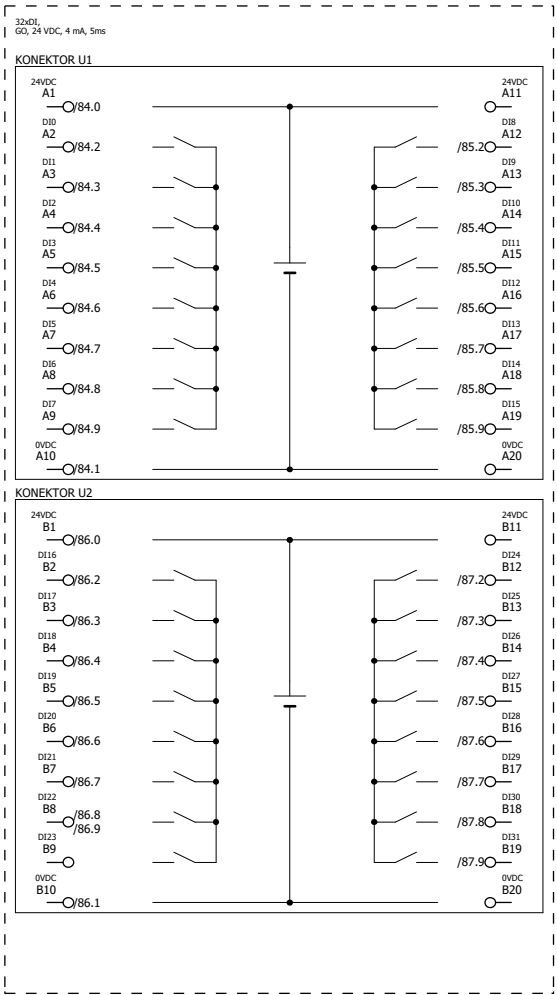 32xDI,
GO, 24 VDC, 4 mA, 5ms
KONEKTOR U1
24VDC 24VDC
A1 A11
/84.0
DI0 DI8
A2 A12
/84.2 /85.2
DI1 DI9
A3 A13
/84.3 /85.3
DI2 DI10
A4 A14
/84.4 /85.4
DI3 DI11
A5 A15
/84.5 /85.5
DI4 DI12
A6 A16
/84.6 /85.6
DI5 DI13
A7 A17
/84.7 /85.7
DI6 DI14
A8 A18
/84.8 /85.8
DI7 DI15
A9 A19
/84.9 /85.9
0VDC 0VDC
A10 A20
/84.1
KONEKTOR U2
24VDC 24VDC
B1 B11
/86.0
DI16 DI24
B2 B12
/86.2 /87.2
DI17 DI25
B3 B13
/86.3 /87.3
DI18 DI26
B4 B14
/86.4 /87.4
DI19 DI27
B5 B15
/86.5 /87.5
DI20 DI28
B6 B16
/86.6 /87.6
DI21 DI29
B7 B17
/86.7 /87.7
DI22 DI30
B8 B18
/86.8
/86.9 /87.8
DI23 DI31
B9 B19
/87.9
0VDC 0VDC
B10 B20
/86.1